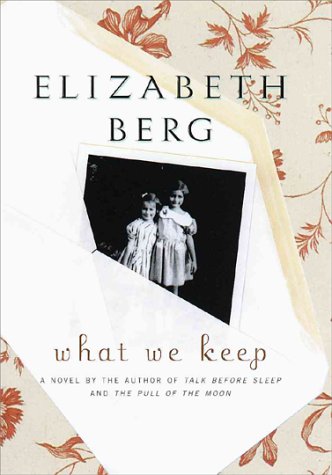 ELIZABETH
BERG
what we keep
A NOVEL BY THE AUTHOR OF TALK BEFORE SLEEP
AND THE PULL OF THE MOON